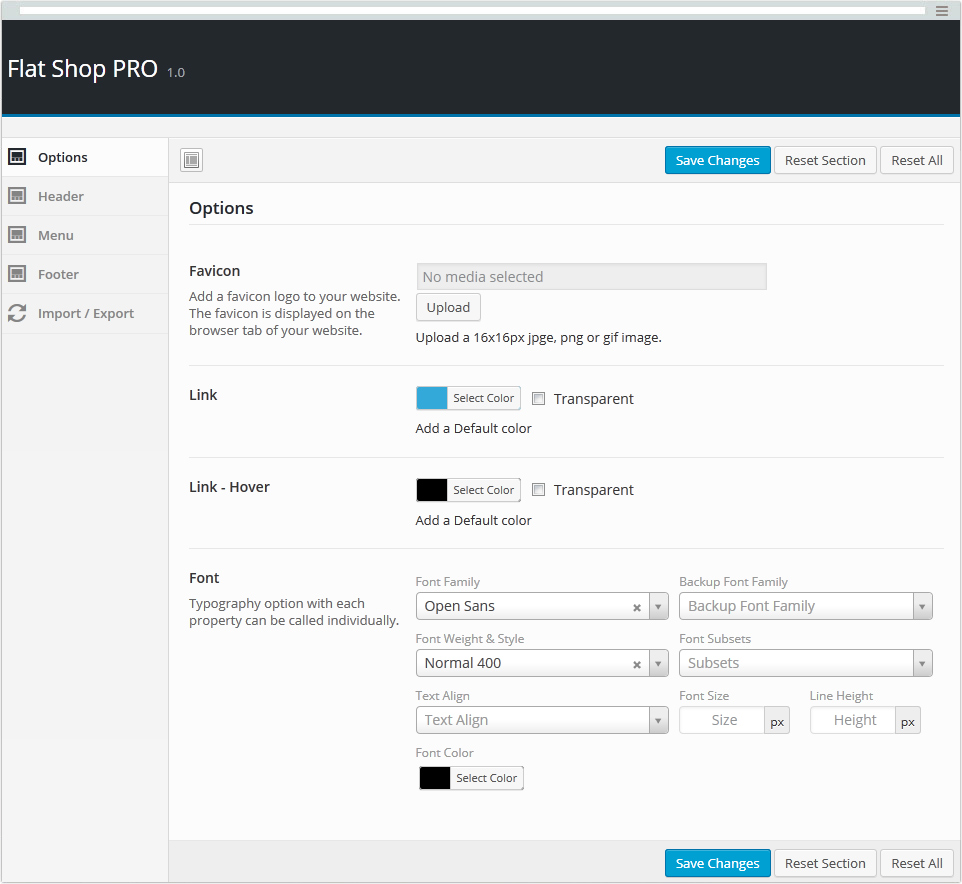 Flat Shop PRO 1.0
Options
Header
Menu
Footer
Import / Export
Save Changes Reset Section Reset All
Options
Favicon
Add a favicon logo to your website.
The favicon is displayed on the
browser tab of your website.
No media selected
Upload
Upload a 16x16px jpge, png or gif image.
Link
Select Color Transparent
Add a Default color
Link - Hover
Select Color Transparent
Add a Default color
Font
Typography option with each
property can be called individually.
Font Family Backup Font Family
Open Sans Backup Font Family
Font Weight & Style Font Subsets
Normal 400 Subsets
Text Align Font Size Line Height
Text Align Size px Height px
Font Color
Select Color
Save Changes Reset Section Reset All